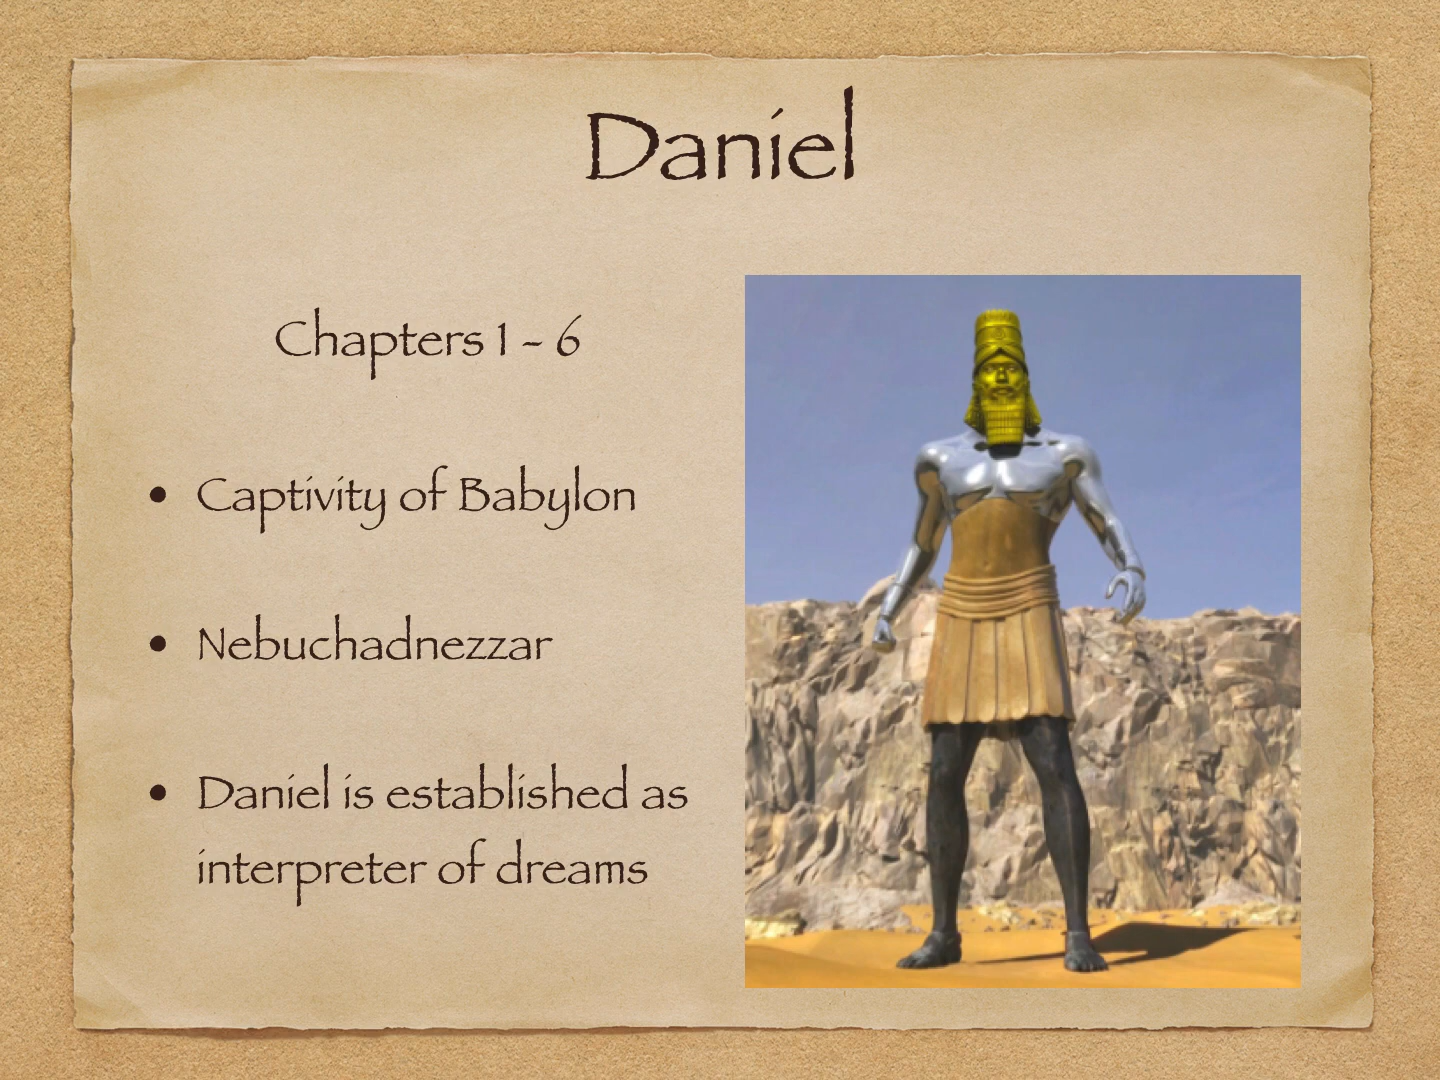 Daniel
Chapters 1 - 6
• Captivity of Babylon
• Nebuchadnezzar
• Daniel is established as
interpreter of dreams